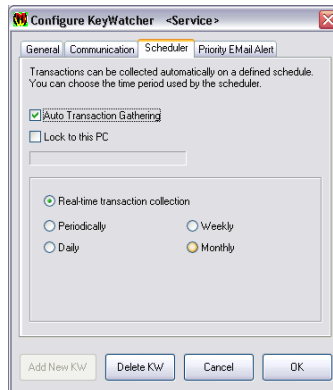 Configure KeyWatcher <Service>
General Communication Scheduler Priority EMail Alert
Transactions can be collected automatically on a defined schedule.
You can choose the time period used by the scheduler.
Auto Transaction Gathering
Lock to this PC
Real-time transaction collection
Periodically Weekly
Daily Monthly
Add New KW Delete KW Cancel OK